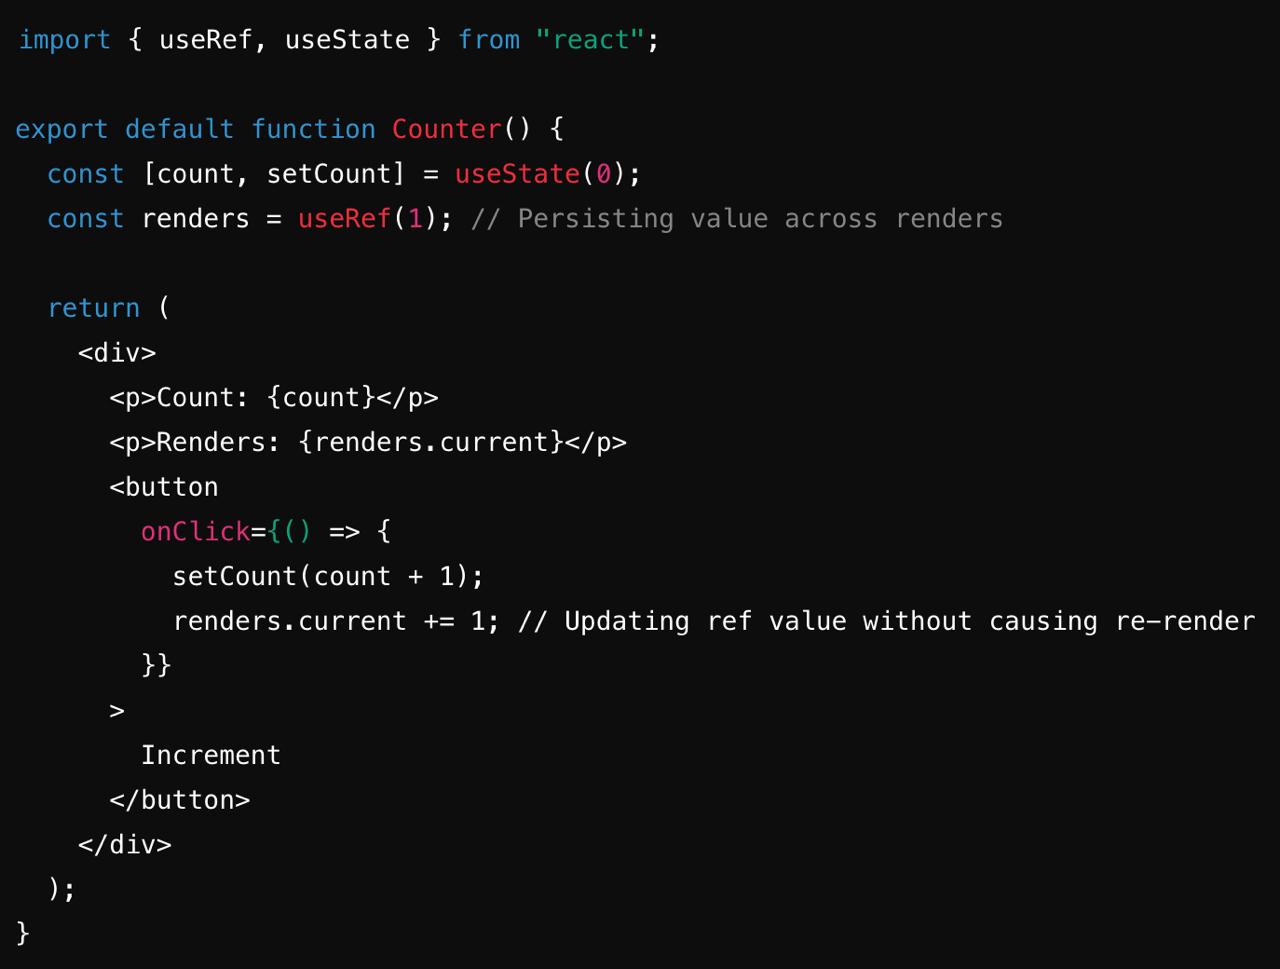 import { useRef, useState } from "react";
export default function Counter() {
const [count, setCount] = useState(0);
const renders = useRef(1); // Persisting value across renders
return (
<div>
<p>Count: {count}</p>
<p>Renders: {renders.current}</p>
<button
onClick={() => {
setCount(count + 1);
renders.current += 1; // Updating ref value without causing re-render
}}
>
Increment
</button>
</div>
);
}